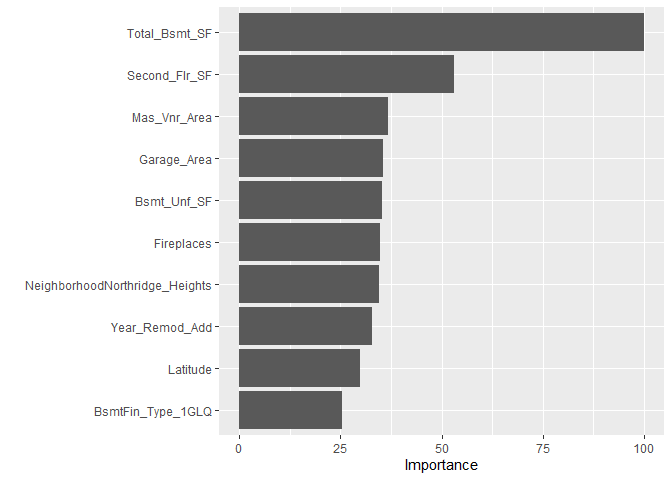 Total_Bsmt_SF
Second_Flr_SF
Mas_Vnr_Area
Garage_Area
Bsmt_Unf_SF
Fireplaces
NeighborhoodNorthridge_Heights
Year_Remod_Add
Latitude
BsmtFin_Type_1GLQ
0 25 50 75 100
Importance